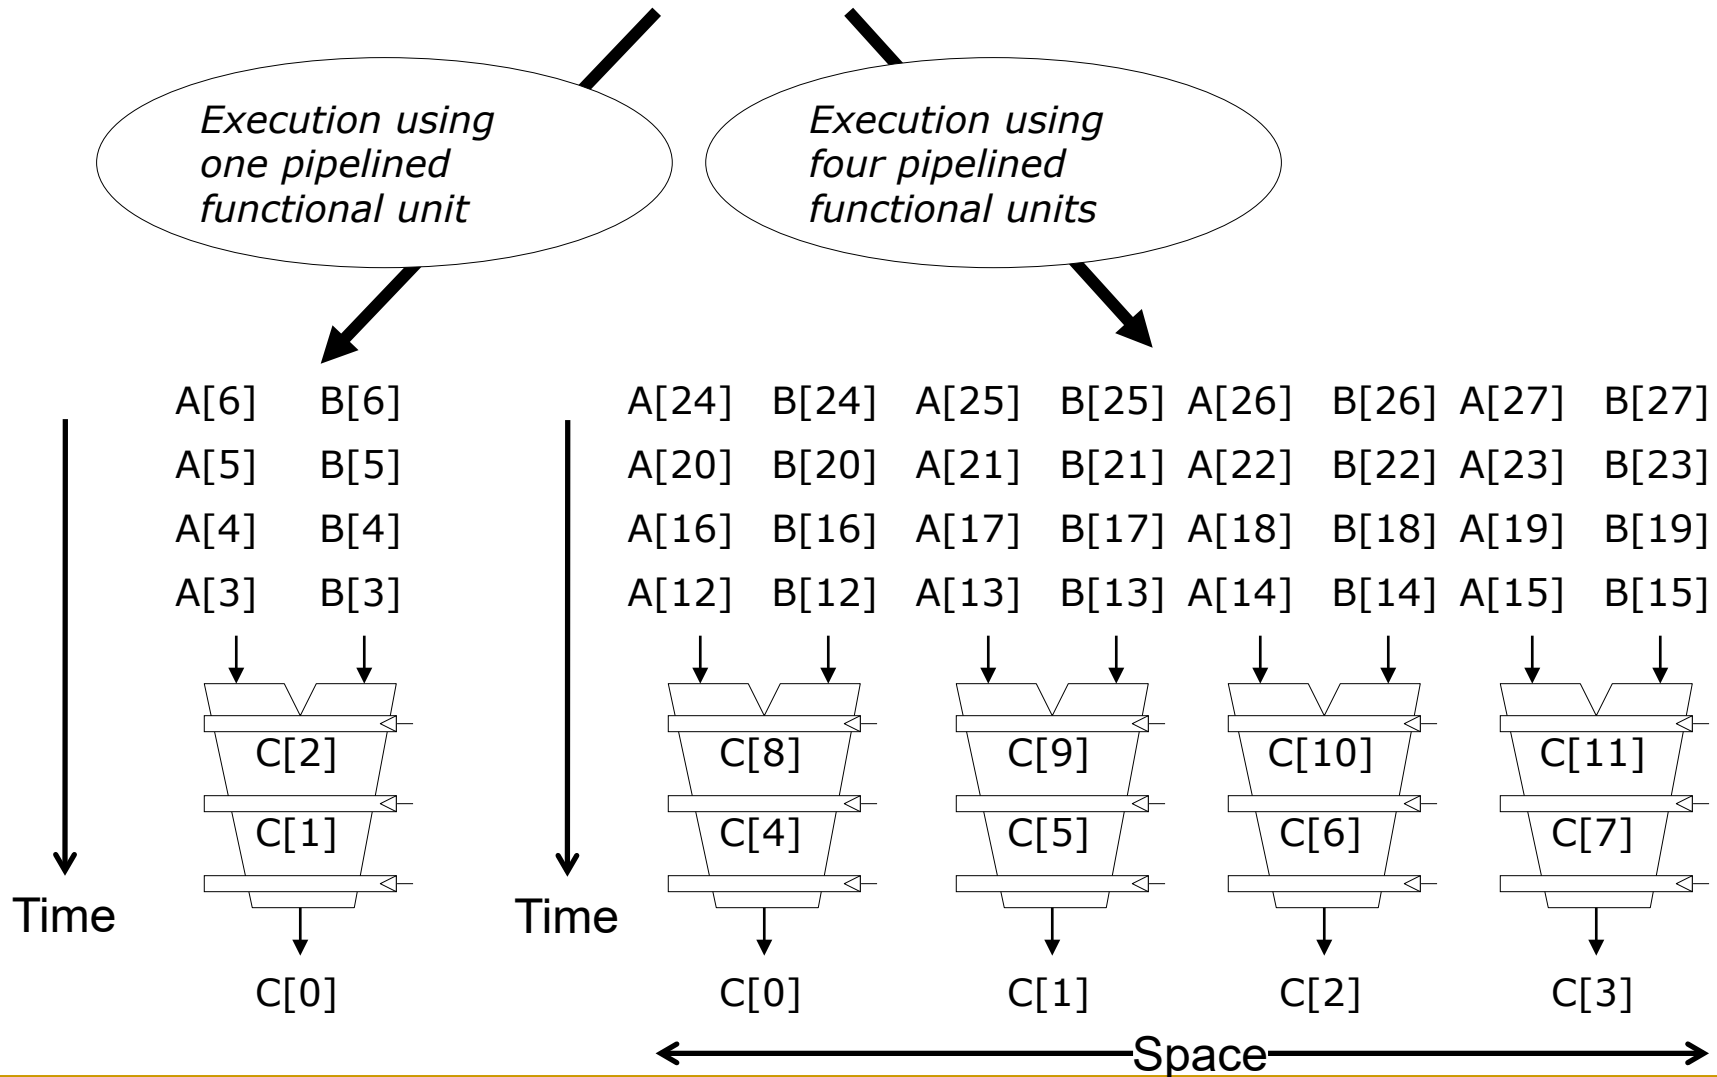 Execution using
one pipelined
functional unit
Execution using
four pipelined
functional units
A[6] B[6] A[24] B[24] A[25] B[25] A[26] B[26] A[27] B[27]
A[5] B[5] A[20] B[20] A[21] B[21] A[22] B[22] A[23] B[23]
A[4] B[4] A[16] B[16] A[17] B[17] A[18] B[18] A[19] B[19]
A[3] B[3] A[12] B[12] A[13] B[13] A[14] B[14] A[15] B[15]
C[2] C[8] C[9] C[10] C[11]
C[1] C[4] C[5] C[6] C[7]
Time Time
C[0] C[0] C[1] C[2] C[3]
Space